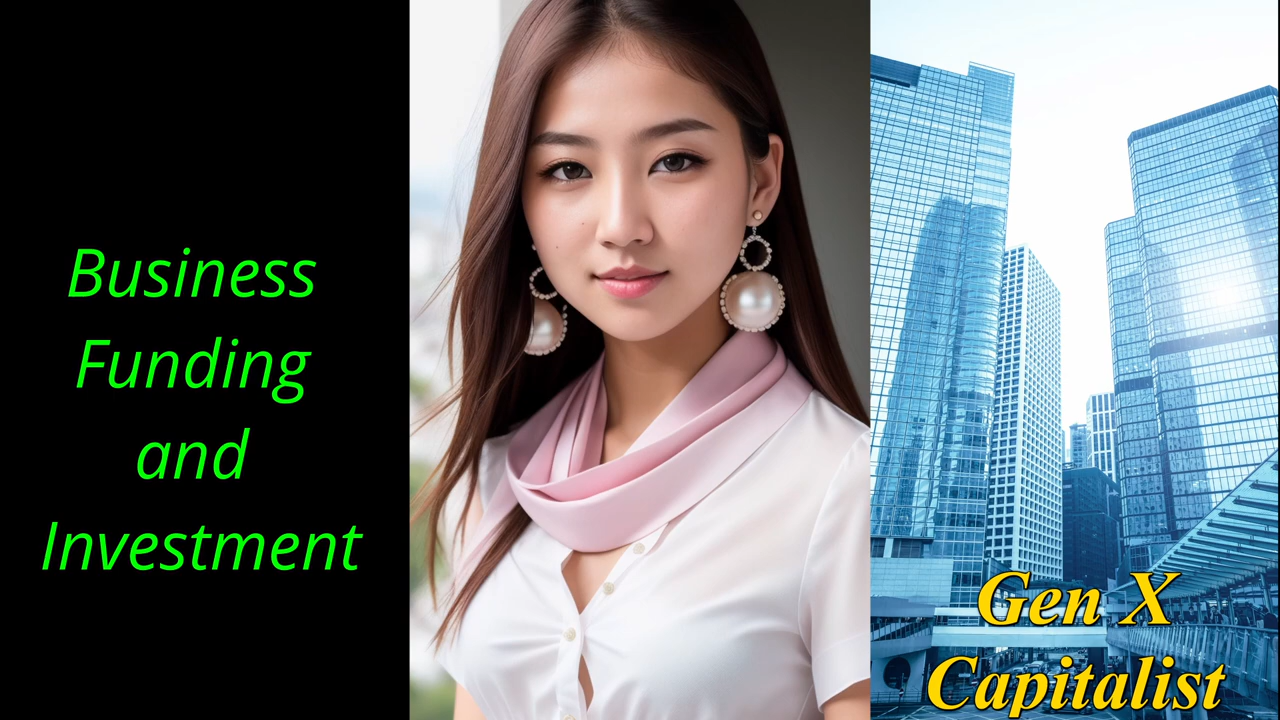 Business
Funding
and
Investment
Gen X
Capitalist